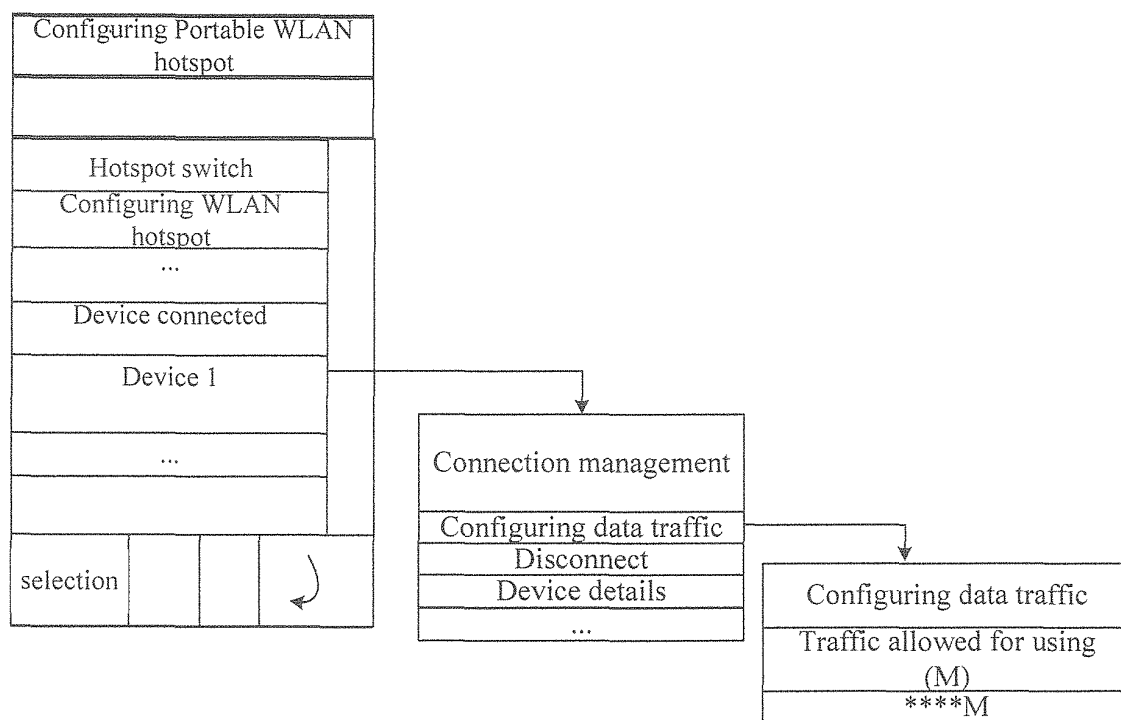 Configuring Portable WLAN
hotspot
Hotspot switch
Configuring WLAN
hotspot
...
Device connected
Device 1
...
selection
Connection management
Configuring data traffic
Disconnect
Device details
...
Configuring data traffic
Traffic allowed for using
(M)
****M